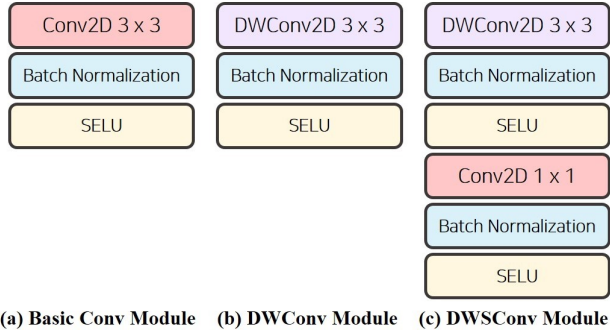 Conv2D 3 x 3
Batch Normalization
SELU
(a) Basic Conv Module
DWConv2D 3 x 3
Batch Normalization
SELU
(b) DWConv Module
DWConv2D 3 x 3
Batch Normalization
SELU
Conv2D 1 x 1
Batch Normalization
SELU
(c) DWSConv Module